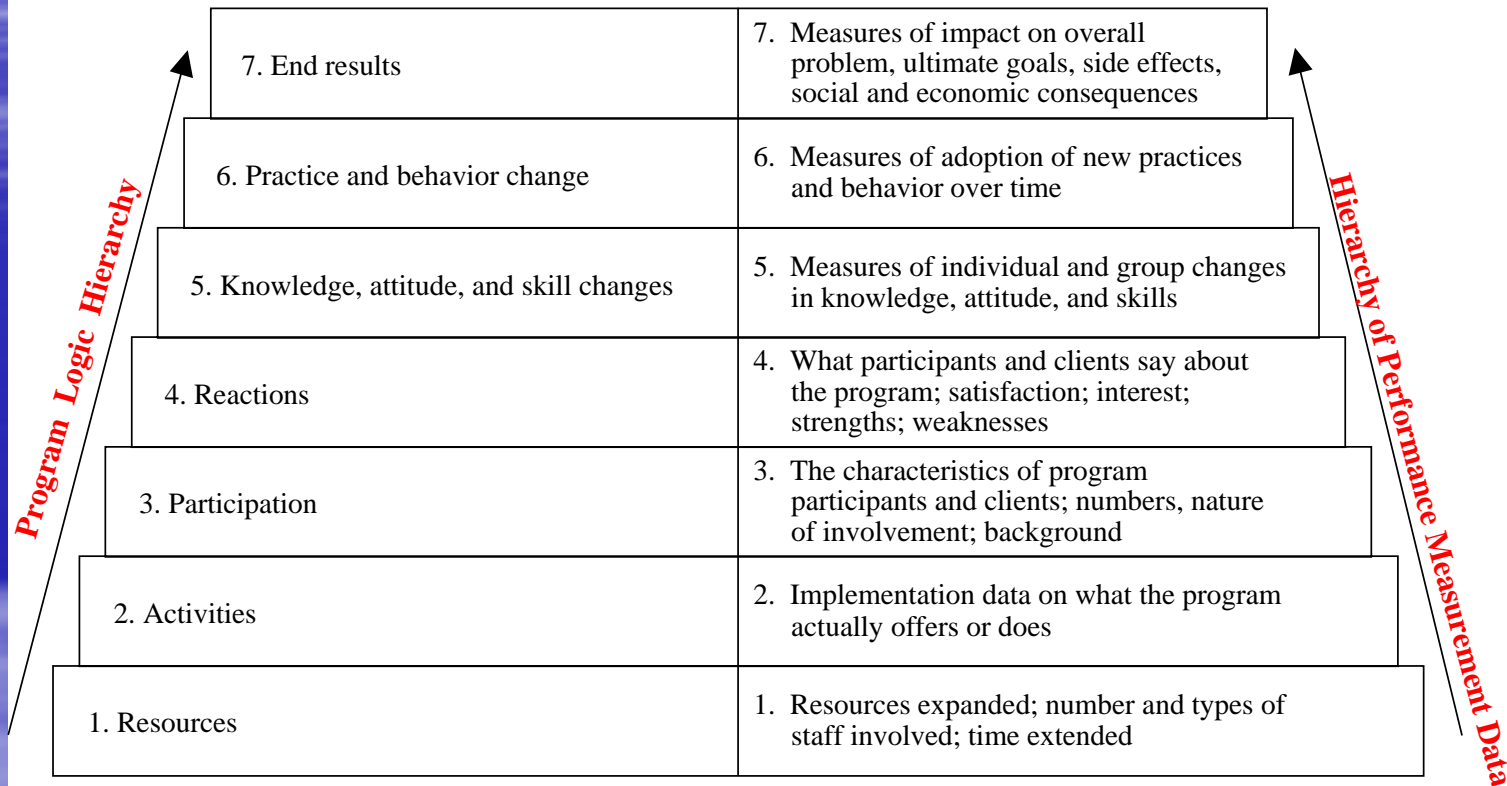 Program Logic Hierarchy
Hierarchy of Performance Measurement Data
7. End results
7. Measures of impact on overall
problem, ultimate goals, side effects,
social and economic consequences
6. Practice and behavior change
6. Measures of adoption of new practices
and behavior over time
5. Knowledge, attitude, and skill changes
5. Measures of individual and group changes
in knowledge, attitude, and skills
4. Reactions
4. What participants and clients say about
the program; satisfaction; interest;
strengths; weaknesses
3. Participation
3. The characteristics of program
participants and clients; numbers, nature
of involvement; background
2. Activities
2. Implementation data on what the program
actually offers or does
1. Resources
1. Resources expanded; number and types of
staff involved; time extended